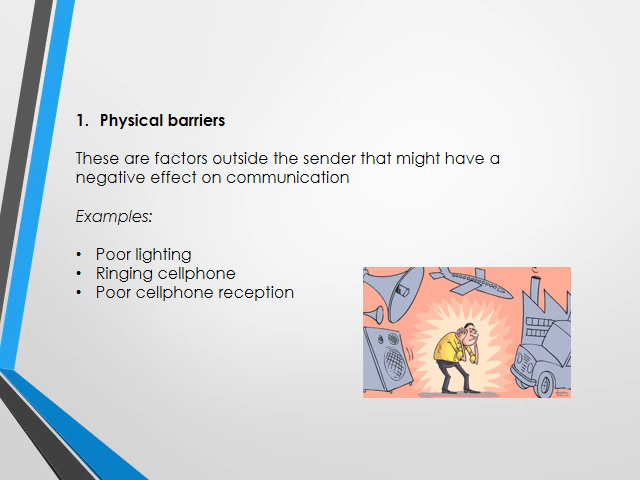 1. Physical barriers
These are factors outside the sender that might have a
negative effect on communication
Examples:
• Poor lighting
• Ringing cellphone
• Poor cellphone reception